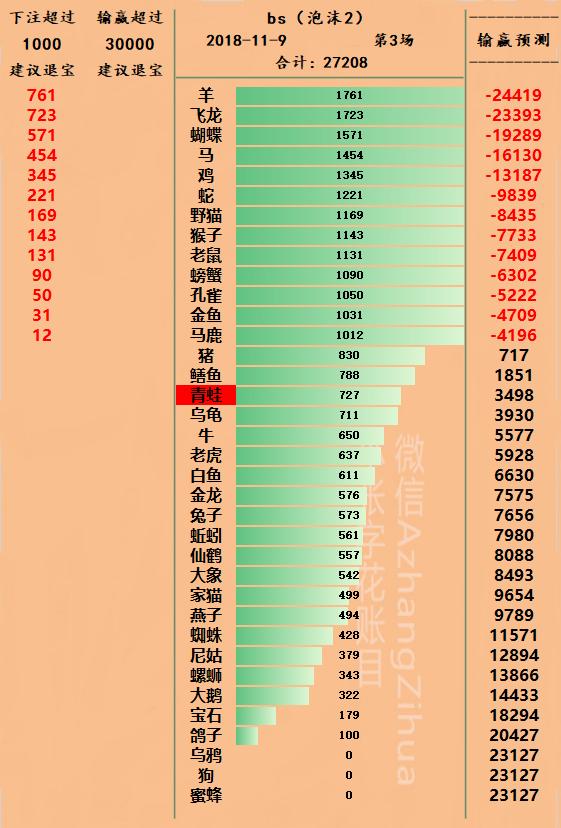 下注超过 输赢超过 bs（泡沫2） ----------
1000 30000 2018-11-9 第3场 输赢预测
建议退宝 建议退宝 合计：27208 ----------
761 羊 1761 -24419
723 飞龙 1723 -23393
571 蝴蝶 1571 -19289
454 马 1454 -16130
345 鸡 1345 -13187
221 蛇 1221 -9839
169 野猫 1169 -8435
143 猴子 1143 -7733
131 老鼠 1131 -7409
90 螃蟹 1090 -6302
50 孔雀 1050 -5222
31 金鱼 1031 -4709
12 马鹿 1012 -4196
猪 830 717
鳝鱼 788 1851
青蛙 727 3498
乌龟 711 3930
牛 650 5577
老虎 637 5928
白鱼 611 6630
金龙 576 7575
兔子 573 7656
蚯蚓 561 7980
仙鹤 557 8088
大象 542 8493
家猫 499 9654
燕子 494 9789
蜘蛛 428 11571
尼姑 379 12894
螺蛳 343 13866
大鹅 322 14433
宝石 179 18294
鸽子 100 20427
乌鸦 0 23127
狗 0 23127
蜜蜂 0 23127
微信AzhangZihua
账字花账目